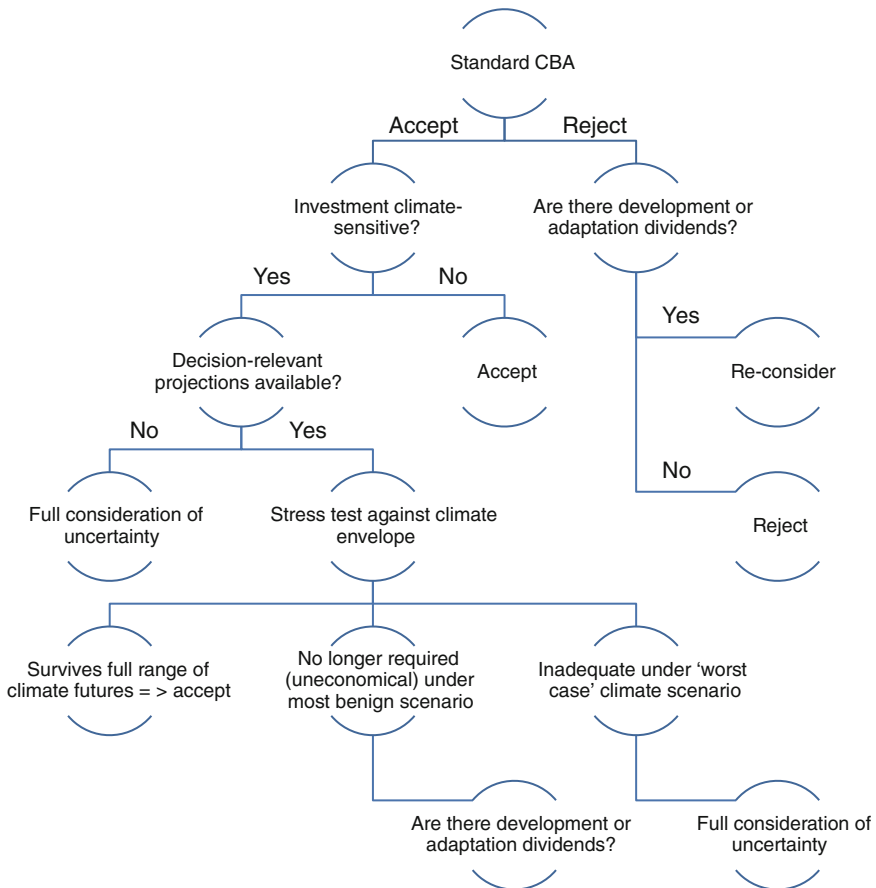 Standard CBA
Accept
Reject
Investment climate-
sensitive?
Are there development or
adaptation dividends?
Yes
No
Yes
Decision-relevant
projections available?
Accept
Re-consider
No
Yes
No
Full consideration of
uncertainty
Stress test against climate
envelope
Reject
Survives full range of
climate futures = > accept
No longer required
(uneconomical) under
most benign scenario
Inadequate under ‘worst
case’ climate scenario
Are there development or
adaptation dividends?
Full consideration of
uncertainty